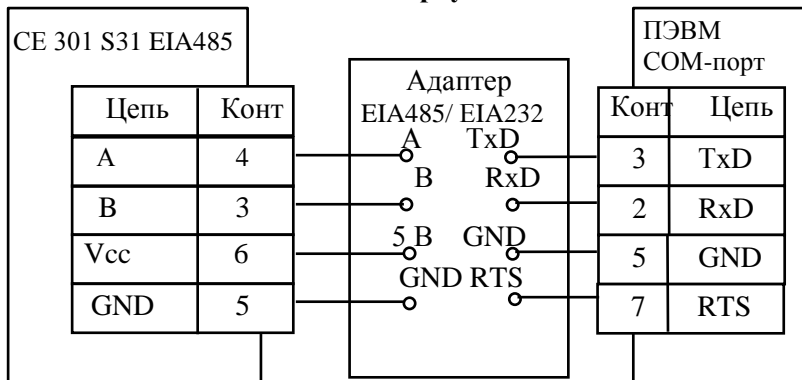 CE 301 S31 EIA485
Цепь Конт
A 4
B 3
Vcc 6
GND 5
Адаптер
EIA485/ EIA232
A TxD
B RxD
5 В GND
GND RTS
ПЭВМ
COM-порт
Конт Цепь
3 TxD
2 RxD
5 GND
7 RTS